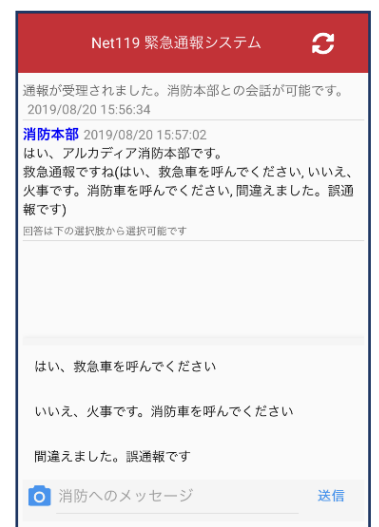 Net119 緊急通報システム
通報が受理されました。消防本部との会話が可能です。
2019/08/20 15:56:34
消防本部 2019/08/20 15:57:02
はい、アルカディア消防本部です。
救急通報ですね(はい、救急車を呼んでください, いいえ、
火事です。消防車を呼んでください, 間違えました。誤通
報です)
回答は下の選択肢から選択可能です
はい、救急車を呼んでください
いいえ、火事です。消防車を呼んでください
間違えました。誤通報です
消防へのメッセージ 送信